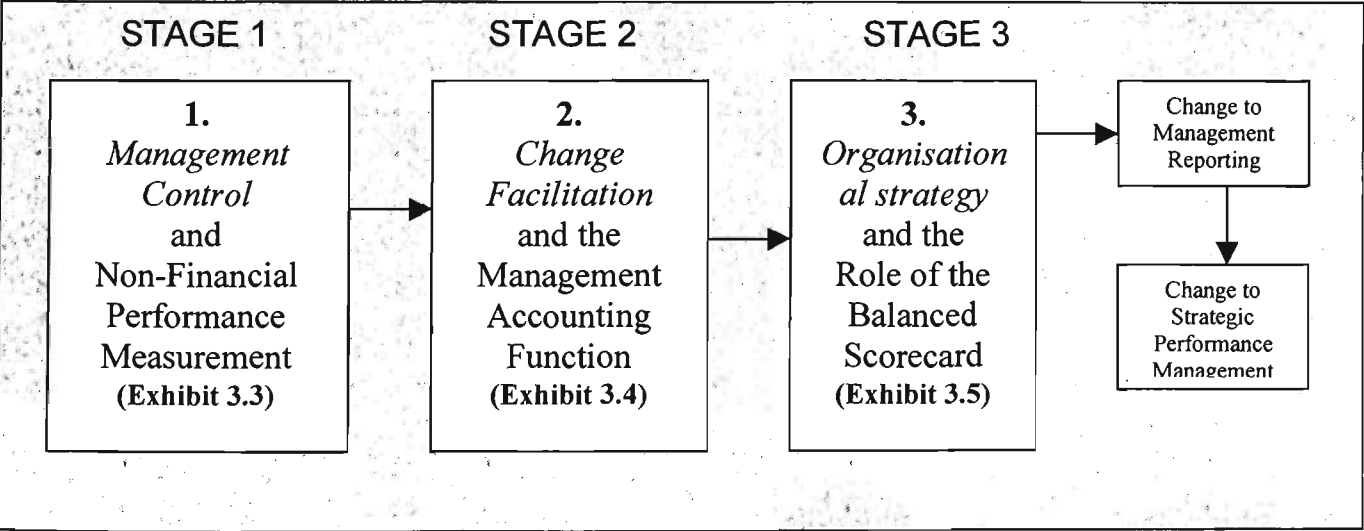 STAGE 1
STAGE 2
STAGE 3
1.
Management
Control
and
Non-Financial
Performance
Measurement
(Exhibit 3.3)
2.
Change
Facilitation
and the
Management
Accounting
Function
(Exhibit 3.4)
3.
Organisation
al strategy
and the
Role of the
Balanced
Scorecard
(Exhibit 3.5)
Change to
Management
Reporting
Change to
Strategic
Performance
Management